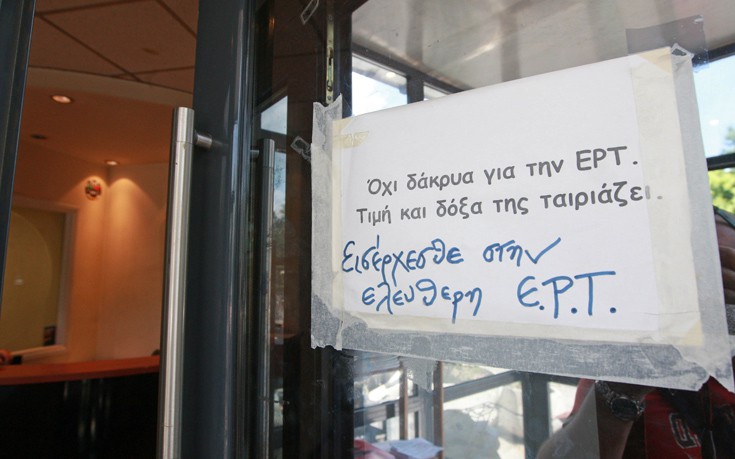 Όχι δάκρυα για την ΕΡΤ.
Τιμή και δόξα της ταιριάζει.
Εισέρχεσθε στην
ελεύθερη Ε.Ρ.Τ.